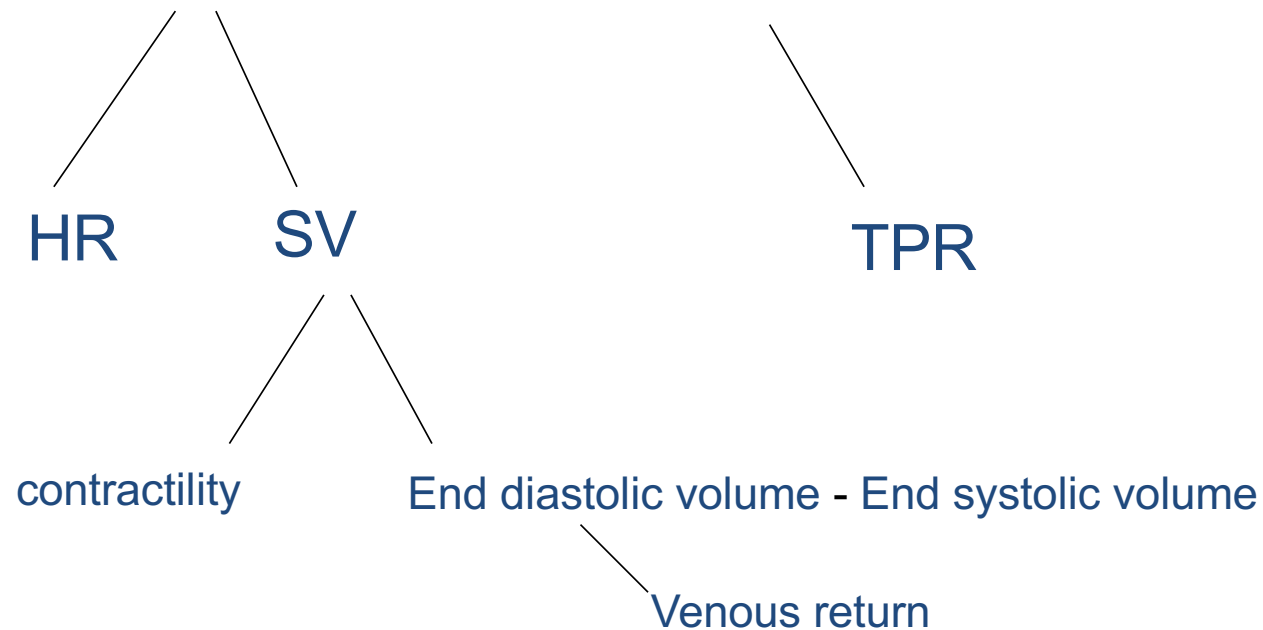 HR SV TPR
contractility End diastolic volume - End systolic volume
Venous return